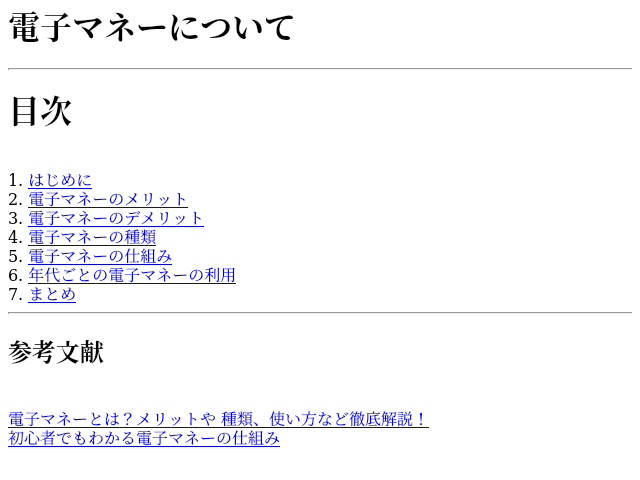 電子マネーについて
目次
1. はじめに
2. 電子マネーのメリット
3. 電子マネーのデメリット
4. 電子マネーの種類
5. 電子マネーの仕組み
6. 年代ごとの電子マネーの利用
7. まとめ
参考文献
電子マネーとは？メリットや 種類、使い方など徹底解説！
初心者でもわかる電子マネーの仕組み